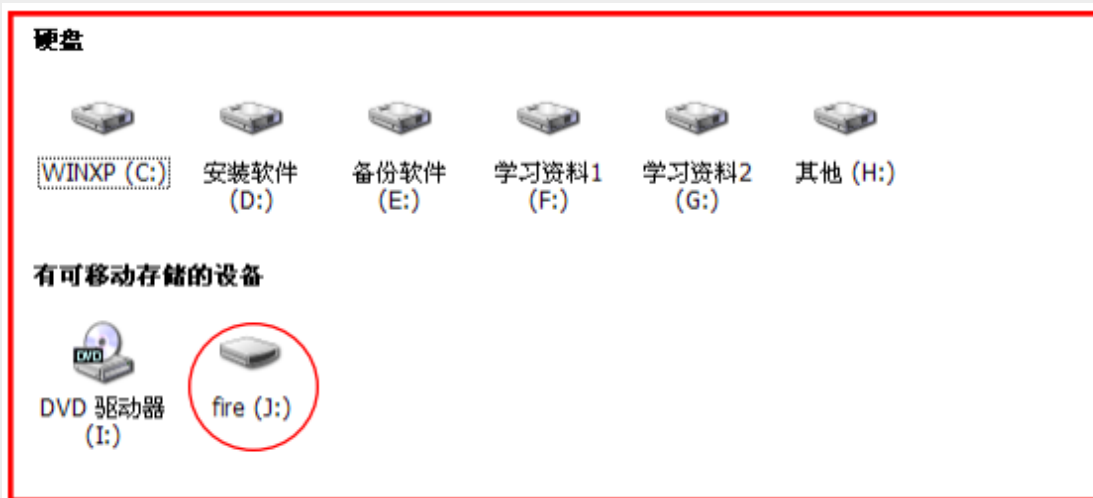 硬盘
WINXP (C:)
安装软件
(D:)
备份软件
(E:)
学习资料1
(F:)
学习资料2
(G:)
其他 (H:)
有可移动存储的设备
DVD
DVD 驱动器
(I:)
fire (J:)